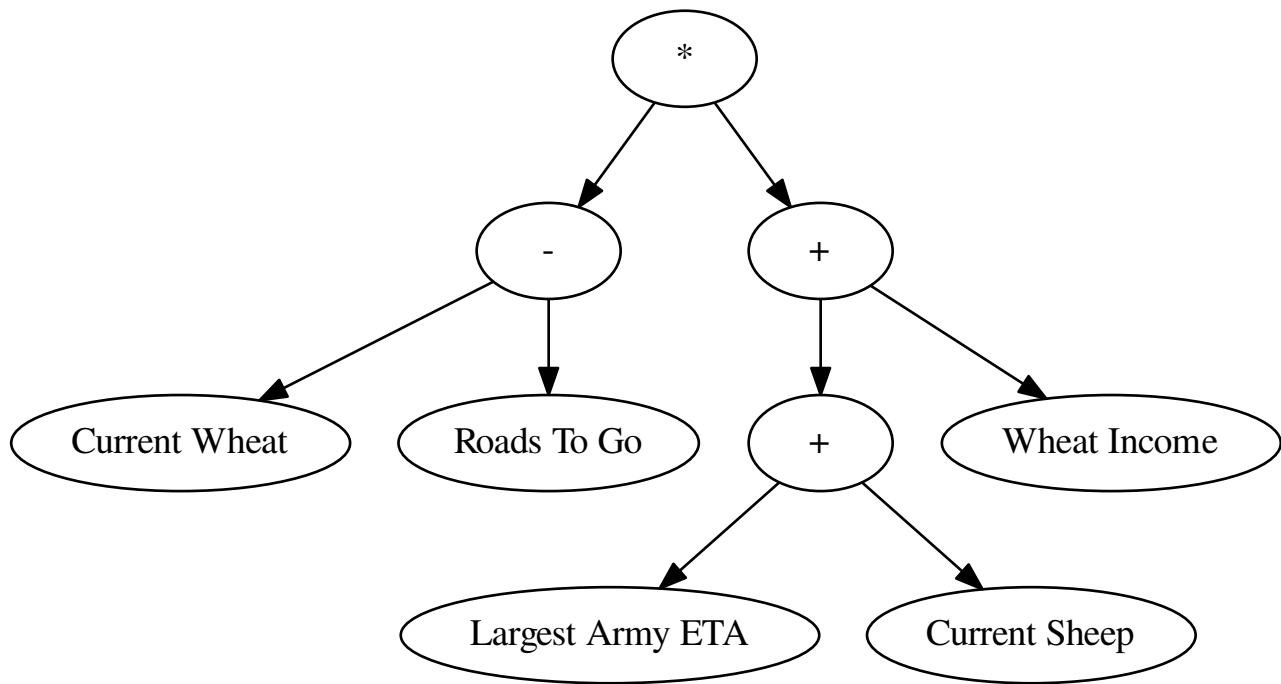 *
-
+
Current Wheat
Roads To Go
+
Wheat Income
Largest Army ETA
Current Sheep